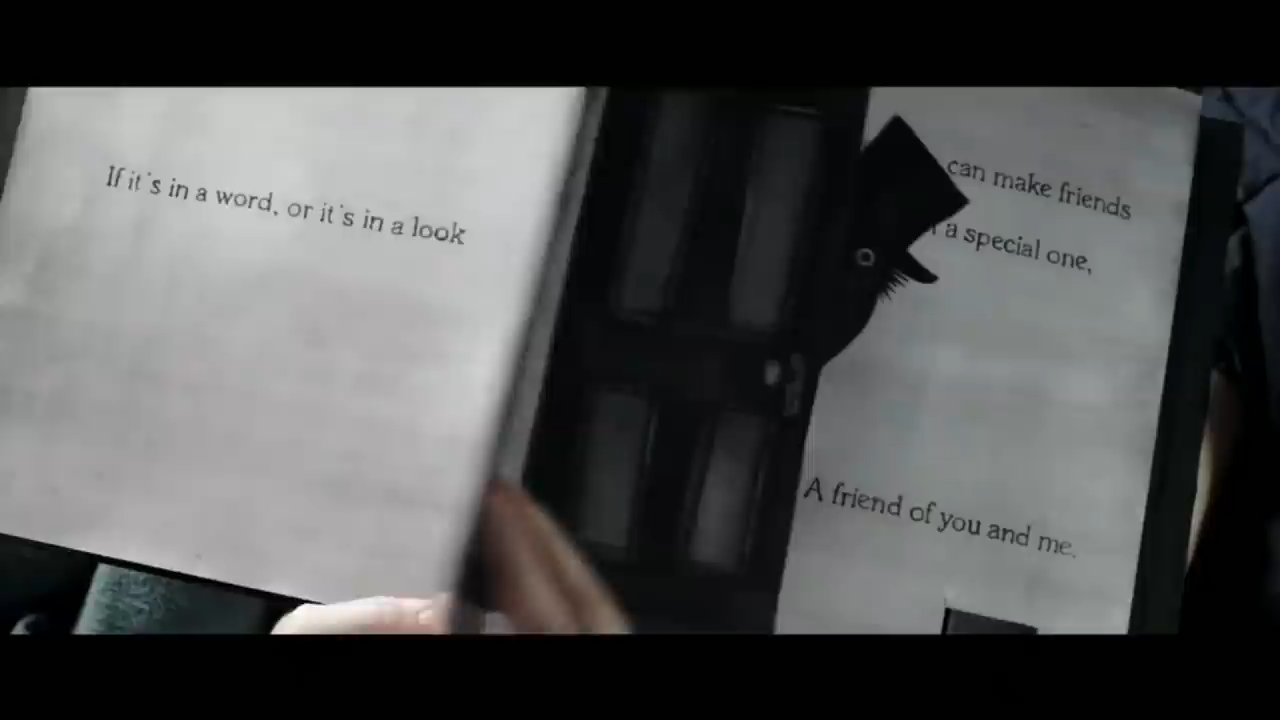 If it's in a word, or it's in a look
can make friends
a special one,
A friend of you and me.